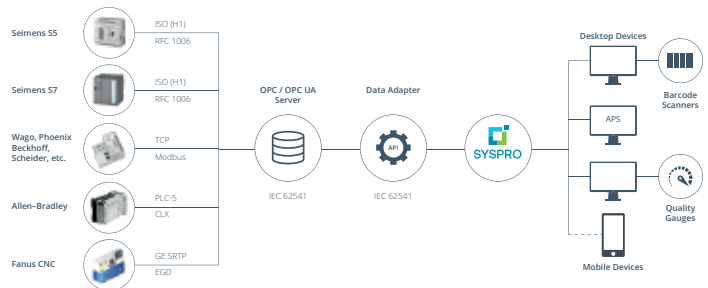 Seimens S5
ISO (H1)
RFC 1006
Seimens S7
ISO (H1)
RFC 1006
Wago, Phoenix
Beckhoff,
Scheider, etc.
TCP
Modbus
Allen–Bradley
PLC-5
CLX
Fanus CNC
GE SRTP
EGD
OPC / OPC UA
Server
IEC 62541
Data Adapter
API
IEC 62541
SYSPRO
Desktop Devices
Barcode
Scanners
APS
Quality
Gauges
Mobile Devices